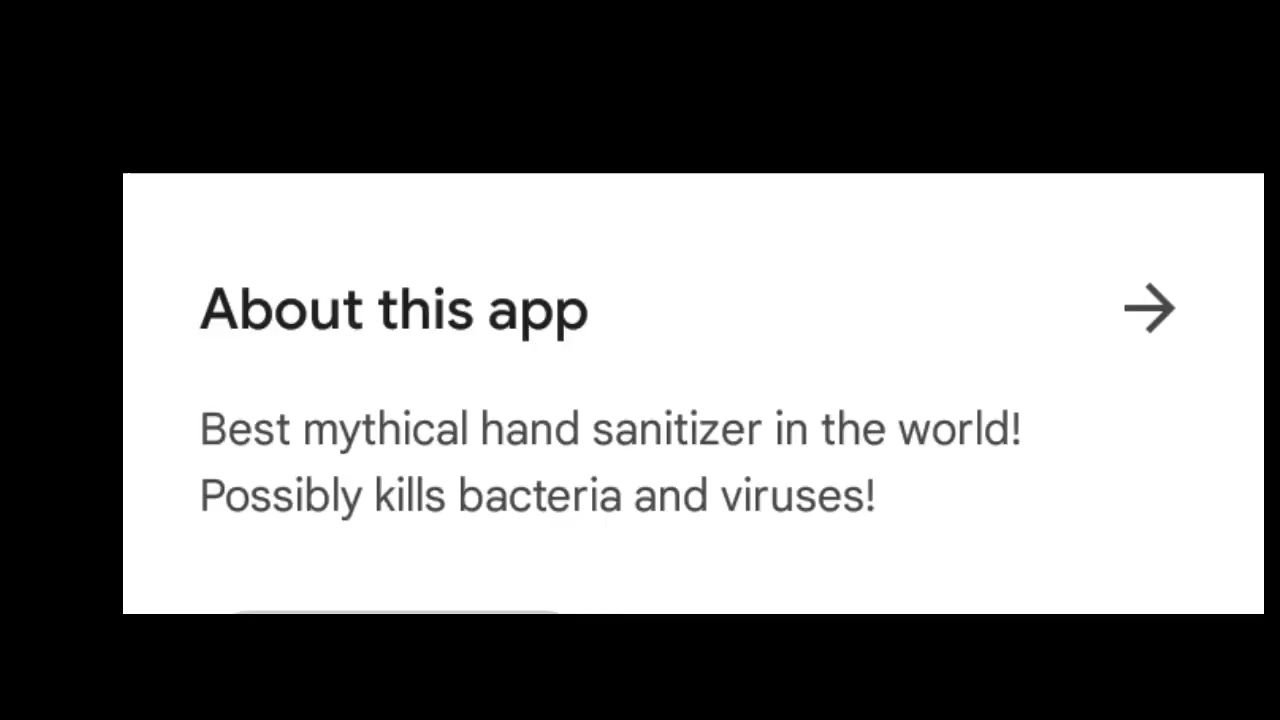 About this app
Best mythical hand sanitizer in the world!
Possibly kills bacteria and viruses!